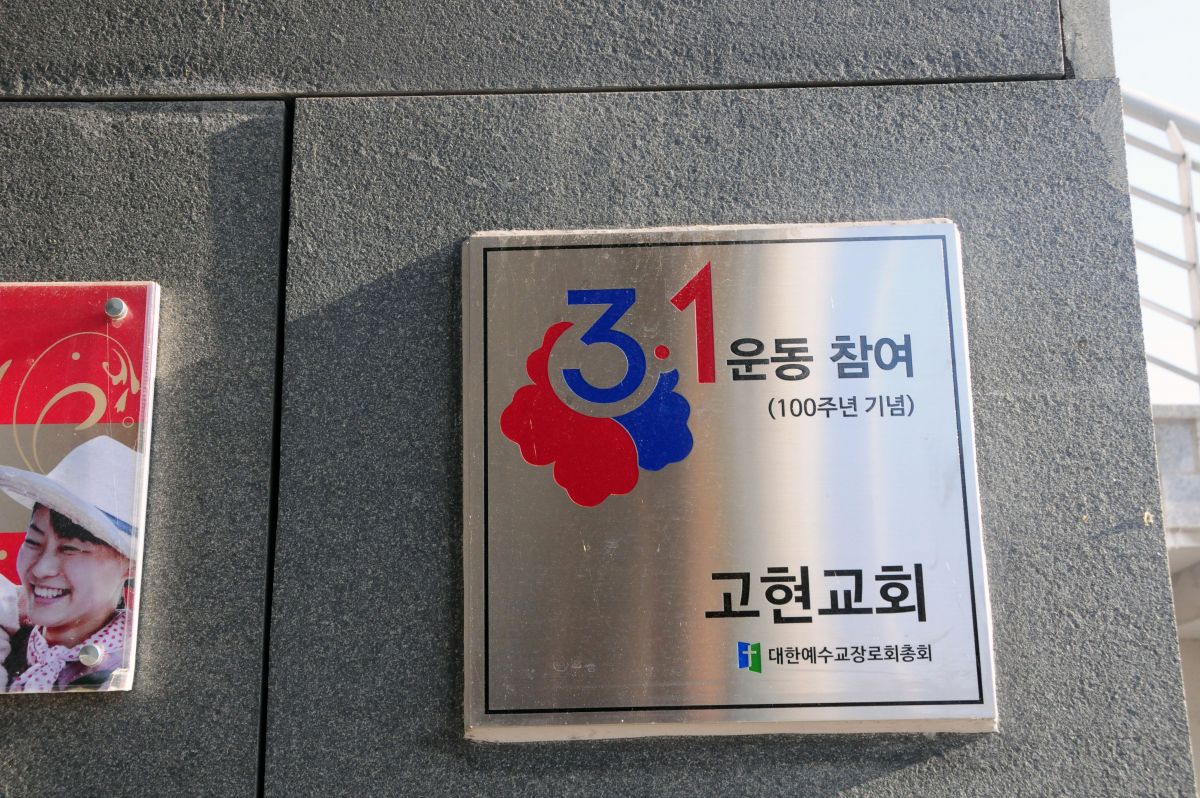 3·1운동 참여
(100주년 기념)
고현교회
대한예수교장로회총회